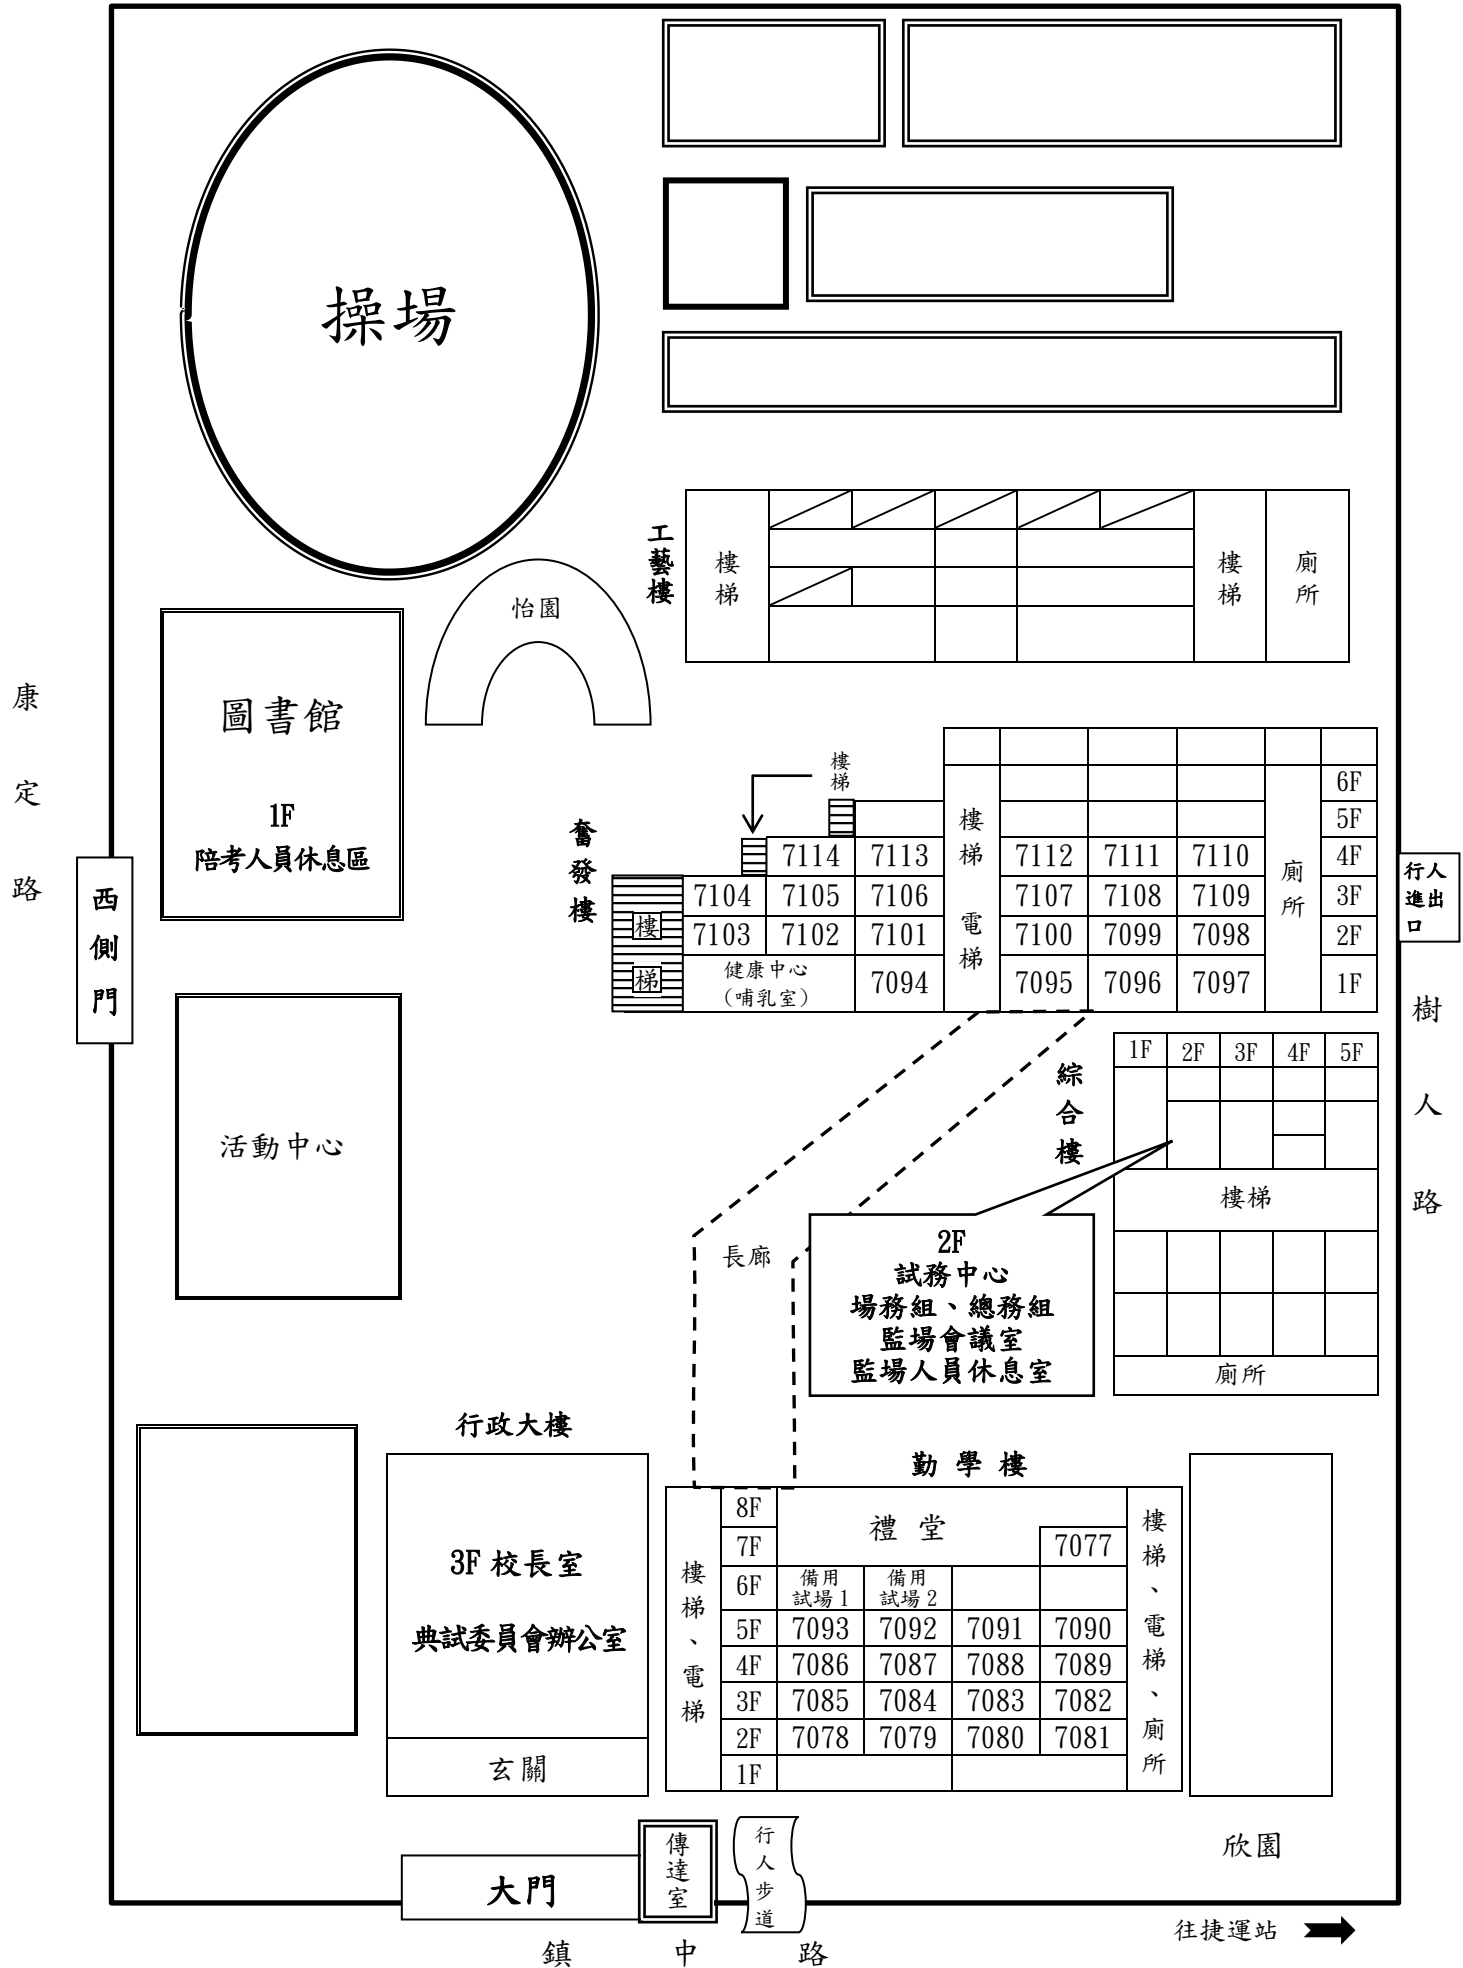 操場
工藝樓
樓梯
樓梯
廁所
怡園
圖書館
1F
陪考人員休息區
康定路
西側門
樓梯
奮發樓
6F
5F
7114 7113 7112 7111 7110 4F
7104 7105 7106 7107 7108 7109 3F
7103 7102 7101 7100 7099 7098 2F
健康中心
(哺乳室)
7094 7095 7096 7097 1F
樓梯
樓梯 電梯
廁所
行人
進出
口
樹人路
綜合樓
1F 2F 3F 4F 5F
樓梯
廁所
活動中心
長廊
2F
試務中心
場務組、總務組
監場會議室
監場人員休息室
行政大樓
3F 校長室
典試委員會辦公室
玄關
勤學樓
樓梯、電梯
8F
禮堂
7F 7077
6F 備用試場 1 備用試場 2
5F 7093 7092 7091 7090
4F 7086 7087 7088 7089
3F 7085 7084 7083 7082
2F 7078 7079 7080 7081
1F
樓梯、電梯、廁所
欣園
大門
傳達室
行人步道
往捷運站
鎮中路